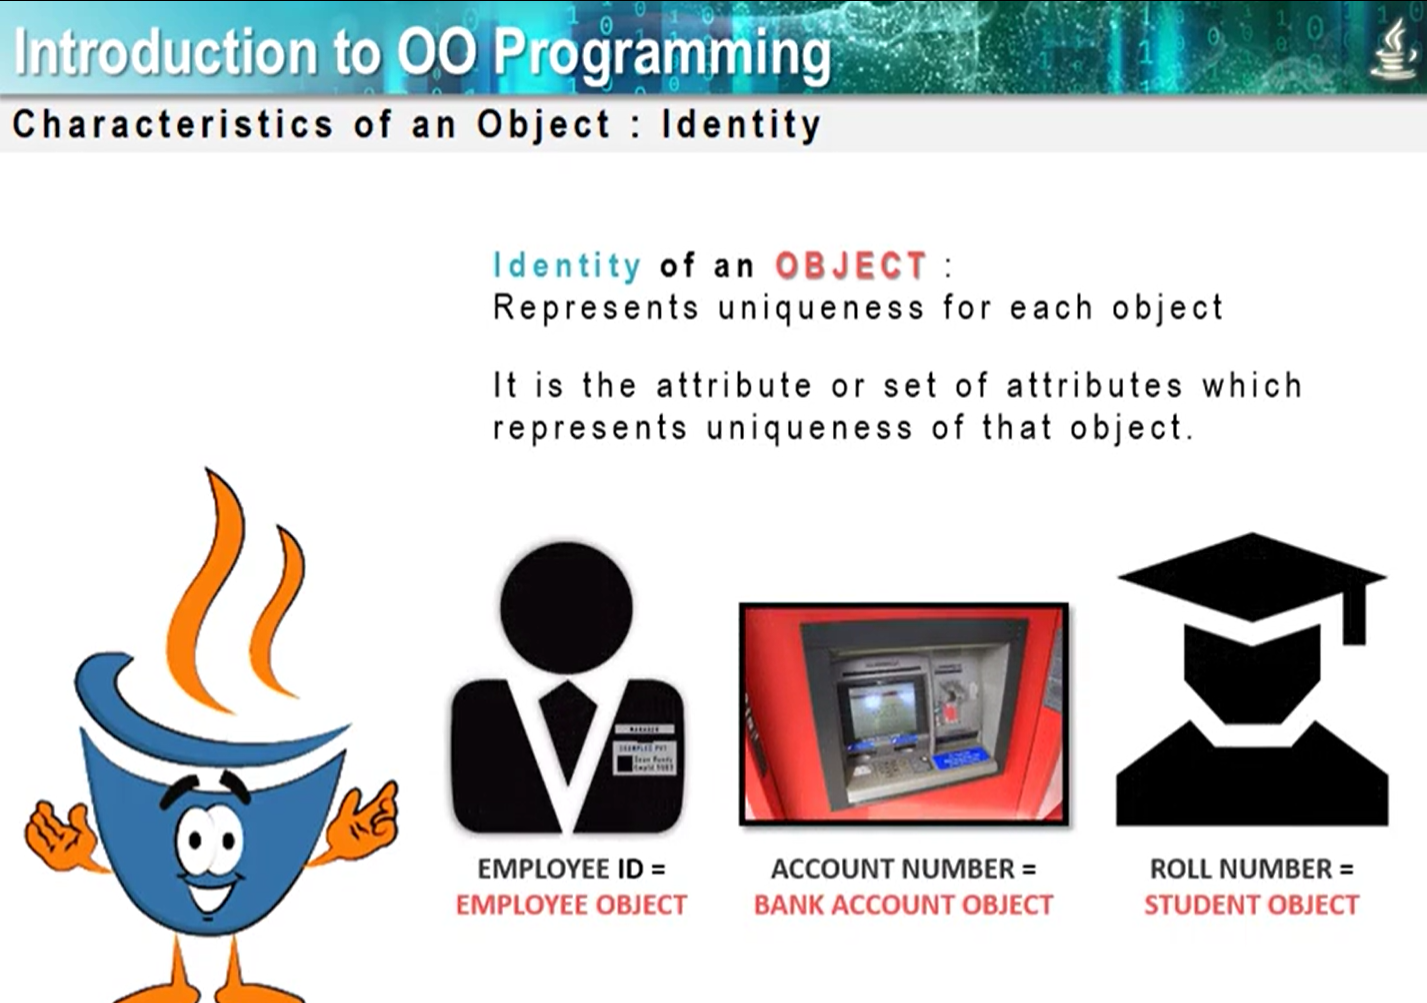 Introduction to OO Programming
Characteristics of an Object : Identity
Identity of an OBJECT :
Represents uniqueness for each object
It is the attribute or set of attributes which
represents uniqueness of that object.
MANAGER
EMPLOYEE ID =
EMPLOYEE OBJECT
ACCOUNT NUMBER =
BANK ACCOUNT OBJECT
ROLL NUMBER =
STUDENT OBJECT